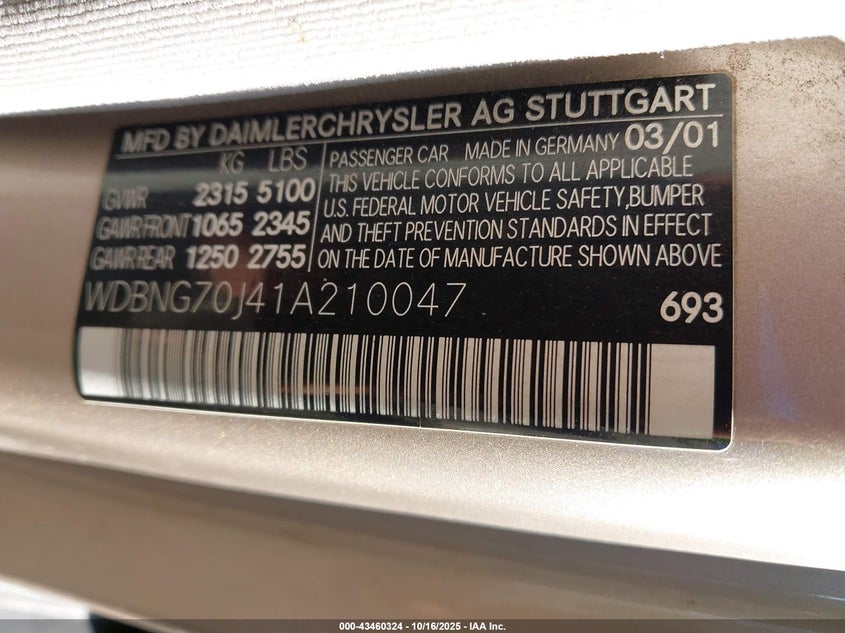 MFD BY DAIMLERCHRYSLER AG STUTTGART
KG LBS
GVWR 2315 5100
GAWR-FRONT 1065 2345
GAWR-REAR 1250 2755
PASSENGER CAR MADE IN GERMANY 03/01
THIS VEHICLE CONFORMS TO ALL APPLICABLE
U.S. FEDERAL MOTOR VEHICLE SAFETY, BUMPER
AND THEFT PREVENTION STANDARDS IN EFFECT
ON THE DATE OF MANUFACTURE SHOWN ABOVE
WDBNG70J41A210047
693
000-43460324 - 10/16/2025 - IAA Inc.